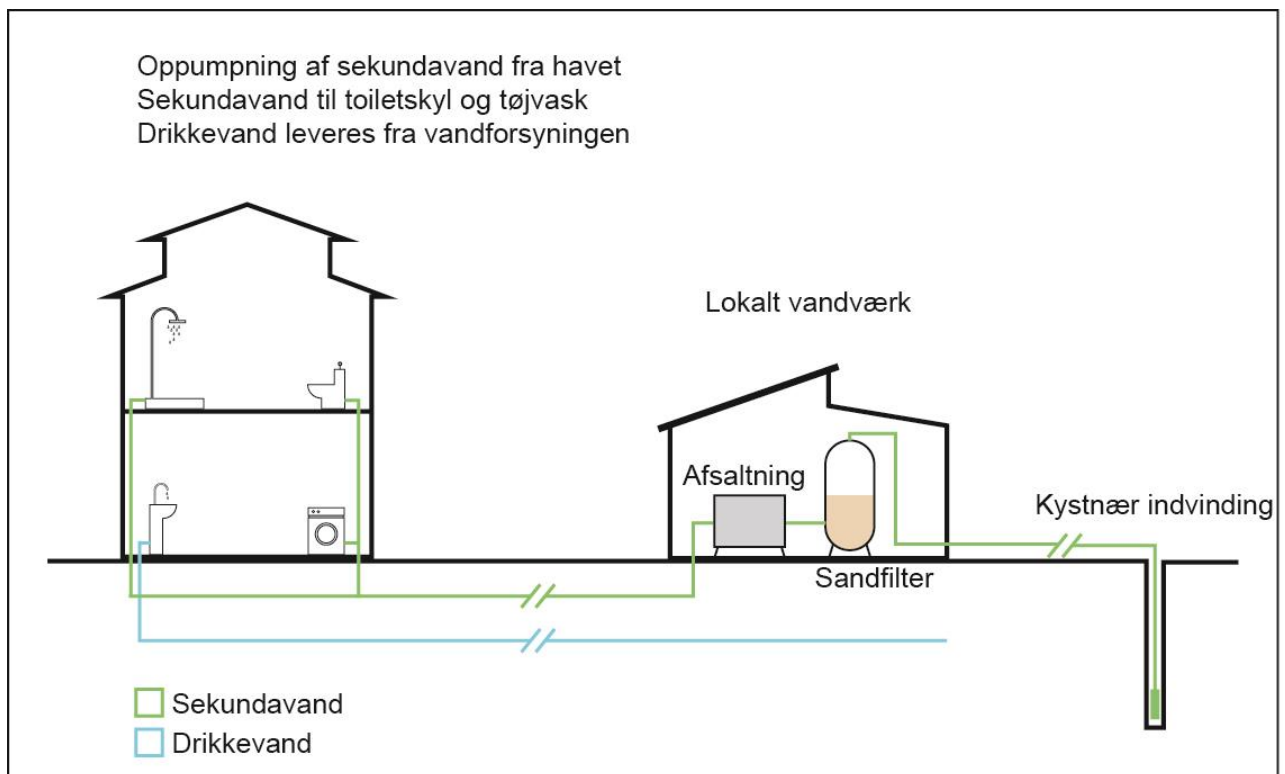 Oppumpning af sekundavand fra havet
Sekundavand til toiletskyl og tøjvask
Drikkevand leveres fra vandforsyningen
Lokalt vandværk
Afsaltning
Kystnær indvinding
Sandfilter
Sekundavand
Drikkevand